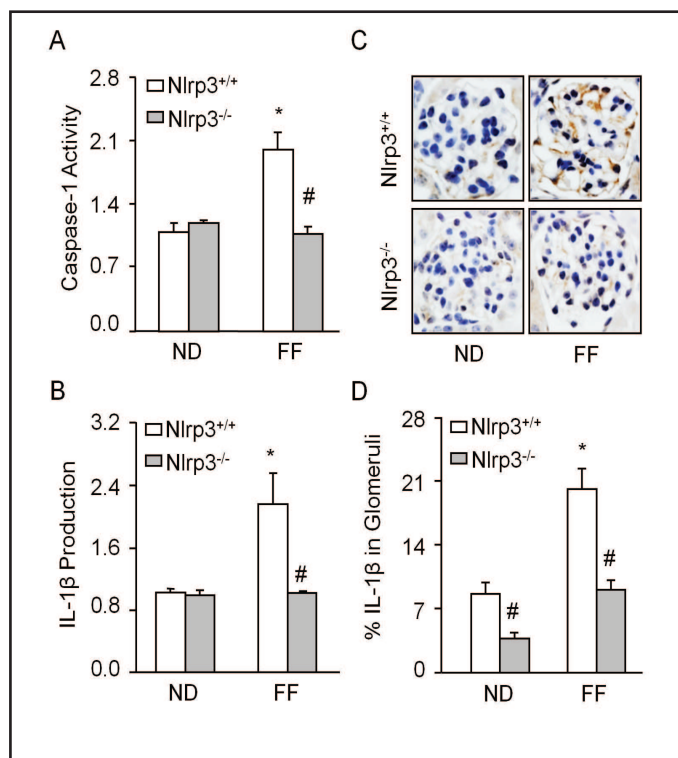 A
Caspase-1 Activity
2.8
2.1
1.4
0.7
0.0
Nlrp3+/+
Nlrp3-/-
*
#
ND
FF
C
Nlrp3+/+
Nlrp3-/-
ND
FF
B
IL-1β Production
3.2
2.4
1.6
0.8
0.0
Nlrp3+/+
Nlrp3-/-
*
#
ND
FF
D
% IL-1β in Glomeruli
28
21
14
7
0
Nlrp3+/+
Nlrp3-/-
*
#
#
ND
FF